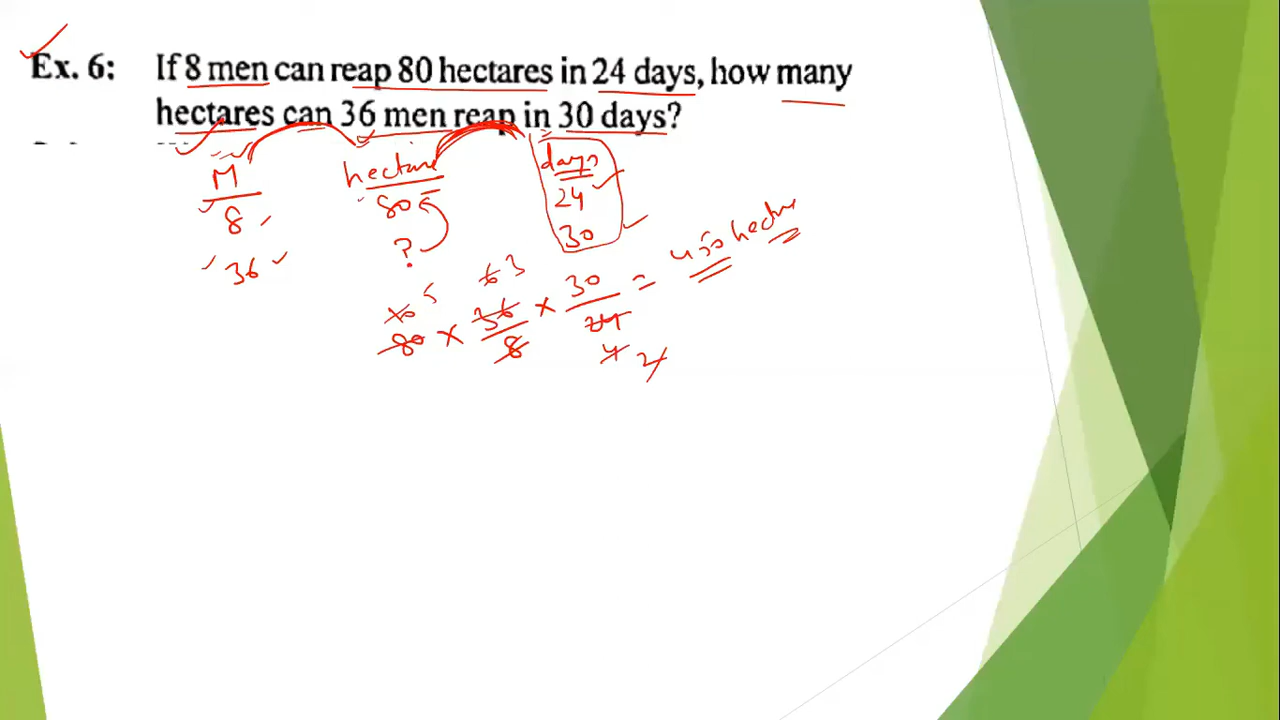 Ex. 6: If 8 men can reap 80 hectares in 24 days, how many
hectares can 36 men reap in 30 days?
M hectare days
8 80 24
36 ? 30
10 5 6 3
80 × 36/8 × 30/24 = 450 hectare
4 2